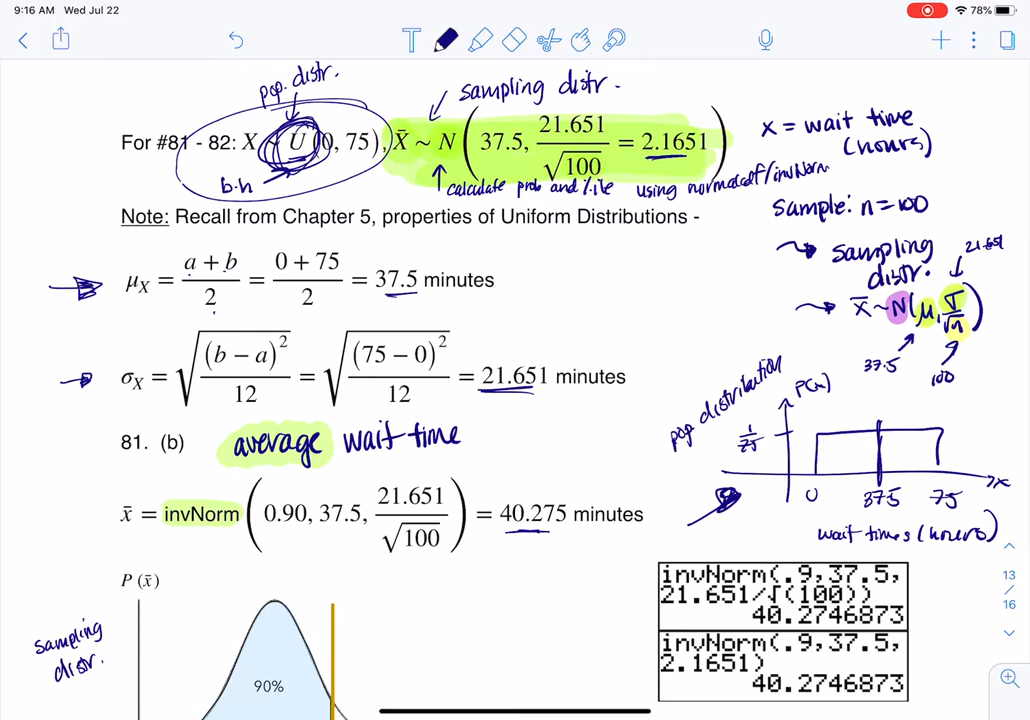 9:16 AM Wed Jul 22
78%
pop. distr.
sampling distr.
For #81 - 82: X ~ U (0, 75), X̄ ~ N ( 37.5, 21.651 / √100 = 2.1651 )
b.h
calculate prob and %ile using normalcdf/invNorm
x = wait time
(hours)
Sample: n=100
sampling
distr.
21.651
X̄ ~ N(μ, σ/√n)
37.5
100
Note: Recall from Chapter 5, properties of Uniform Distributions -
μX = a + b / 2 = 0 + 75 / 2 = 37.5 minutes
σX = √((b − a)² / 12) = √((75 − 0)² / 12) = 21.651 minutes
pop distribution
P(x)
1/75
0 37.5 75 x
wait times (hours)
81. (b) average wait time
x̄ = invNorm ( 0.90, 37.5, 21.651 / √100 ) = 40.275 minutes
P (x̄)
sampling
distr.
90%
invNorm(.9,37.5,
21.651/√(100))
40.2746873
invNorm(.9,37.5,
2.1651)
40.2746873
13
/
16